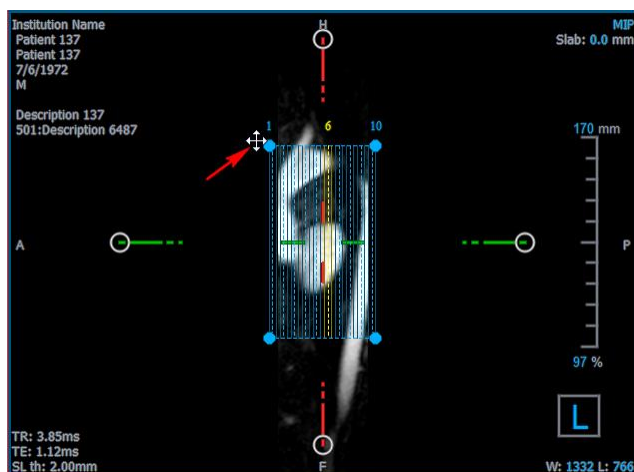 Institution Name
Patient 137
Patient 137
7/6/1972
M
Description 137
501:Description 6487
H
MIP
Slab: 0.0 mm
1
6
10
170 mm
A
P
97 %
L
TR: 3.85ms
TE: 1.12ms
SL th: 2.00mm
F
W: 1332 L: 766